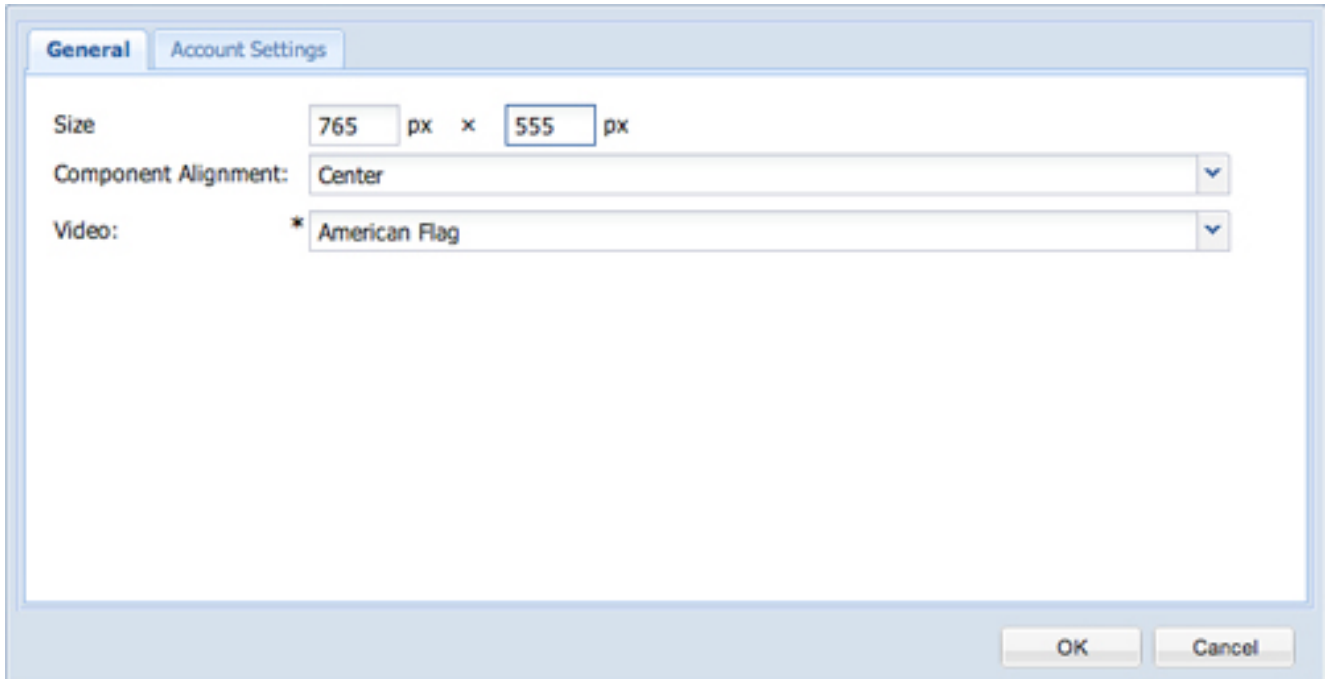 General Account Settings
Size 765 px × 555 px
Component Alignment: Center
Video: * American Flag
OK Cancel